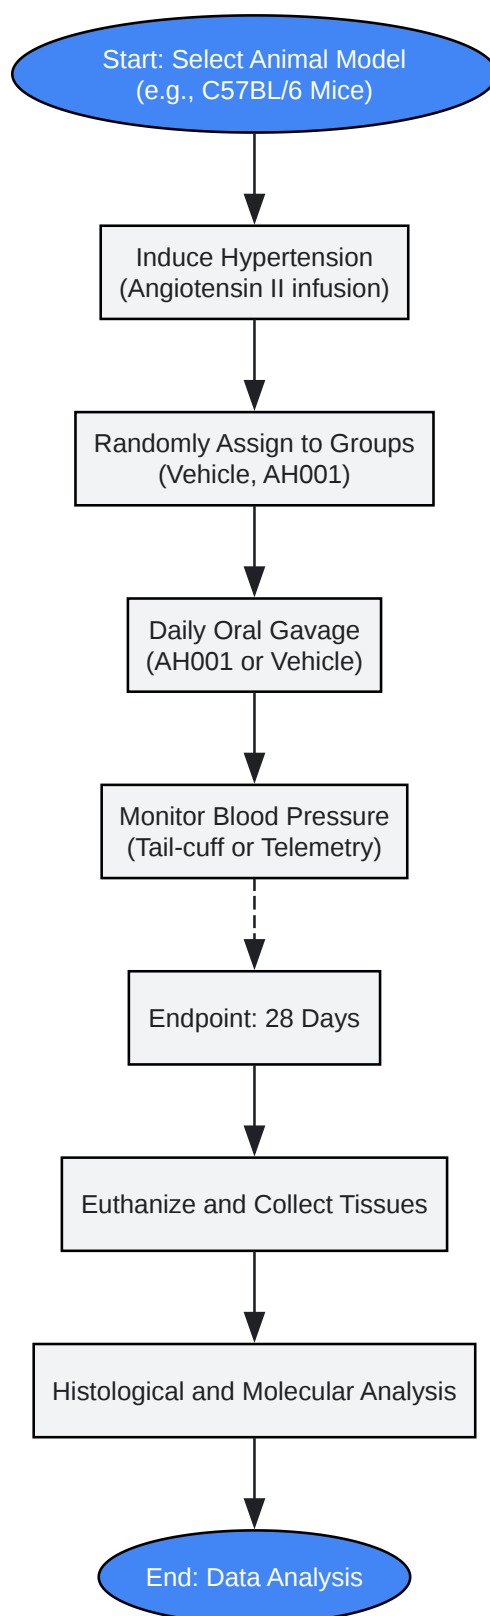 Start: Select Animal Model
(e.g., C57BL/6 Mice)
Induce Hypertension
(Angiotensin II infusion)
Randomly Assign to Groups
(Vehicle, AH001)
Daily Oral Gavage
(AH001 or Vehicle)
Monitor Blood Pressure
(Tail-cuff or Telemetry)
Endpoint: 28 Days
Euthanize and Collect Tissues
Histological and Molecular Analysis
End: Data Analysis